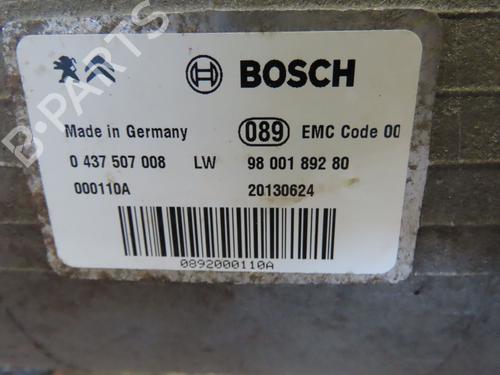 BOSCH
Made in Germany 089 EMC Code 00
0 437 507 008 LW 98 001 892 80
000110A 20130624
0892000110A
B-PARTS